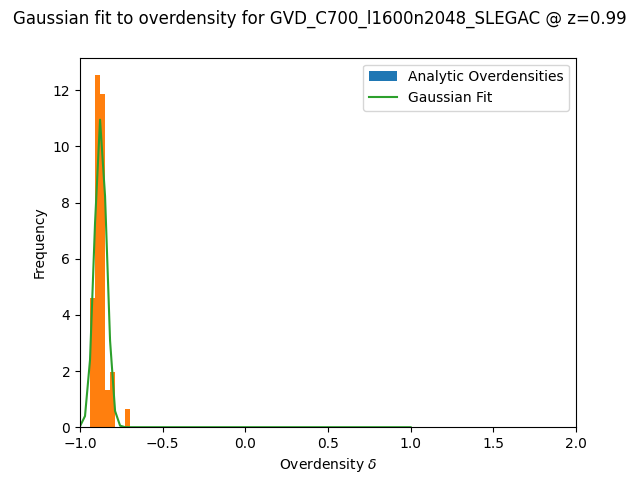 Gaussian fit to overdensity for GVD_C700_l1600n2048_SLEGAC @ z=0.99
Analytic Overdensities
Gaussian Fit
12
10
8
6
4
2
0
Frequency
−1.0 −0.5 0.0 0.5 1.0 1.5 2.0
Overdensity δ